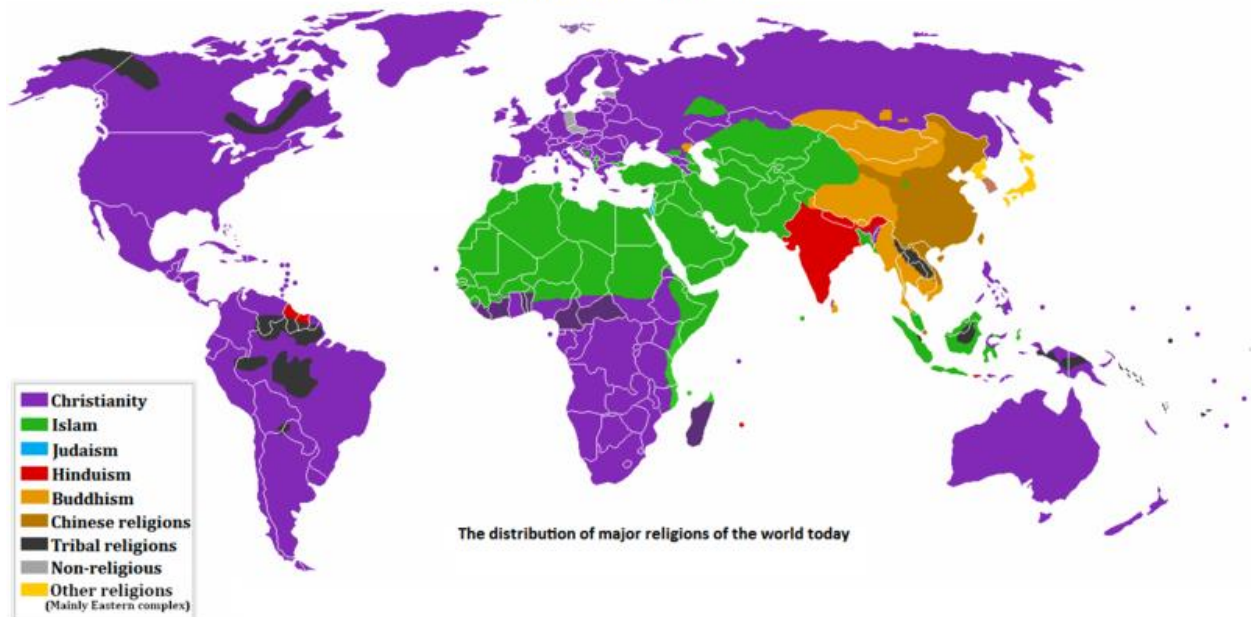 Christianity
Islam
Judaism
Hinduism
Buddhism
Chinese religions
Tribal religions
Non-religious
Other religions
(Mainly Eastern complex)
The distribution of major religions of the world today